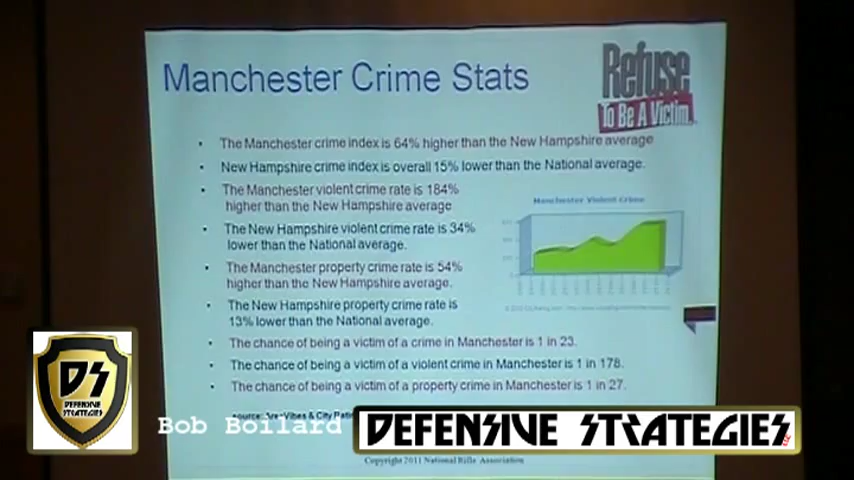 Manchester Crime Stats
Refuse
To Be A Victim
• The Manchester crime index is 64% higher than the New Hampshire average
• New Hampshire crime index is overall 15% lower than the National average.
• The Manchester violent crime rate is 184%
higher than the New Hampshire average
• The New Hampshire violent crime rate is 34%
lower than the National average.
• The Manchester property crime rate is 54%
higher than the New Hampshire average.
• The New Hampshire property crime rate is
13% lower than the National average.
Manchester Violent Crime
• The chance of being a victim of a crime in Manchester is 1 in 23.
• The chance of being a victim of a violent crime in Manchester is 1 in 178.
• The chance of being a victim of a property crime in Manchester is 1 in 27.
source: Vibes & City
DS
DEFENSIVE
STRATEGIES
Bob Boilard
DEFENSIVE STRATEGIES
Copyright 2011 National Rifle Association